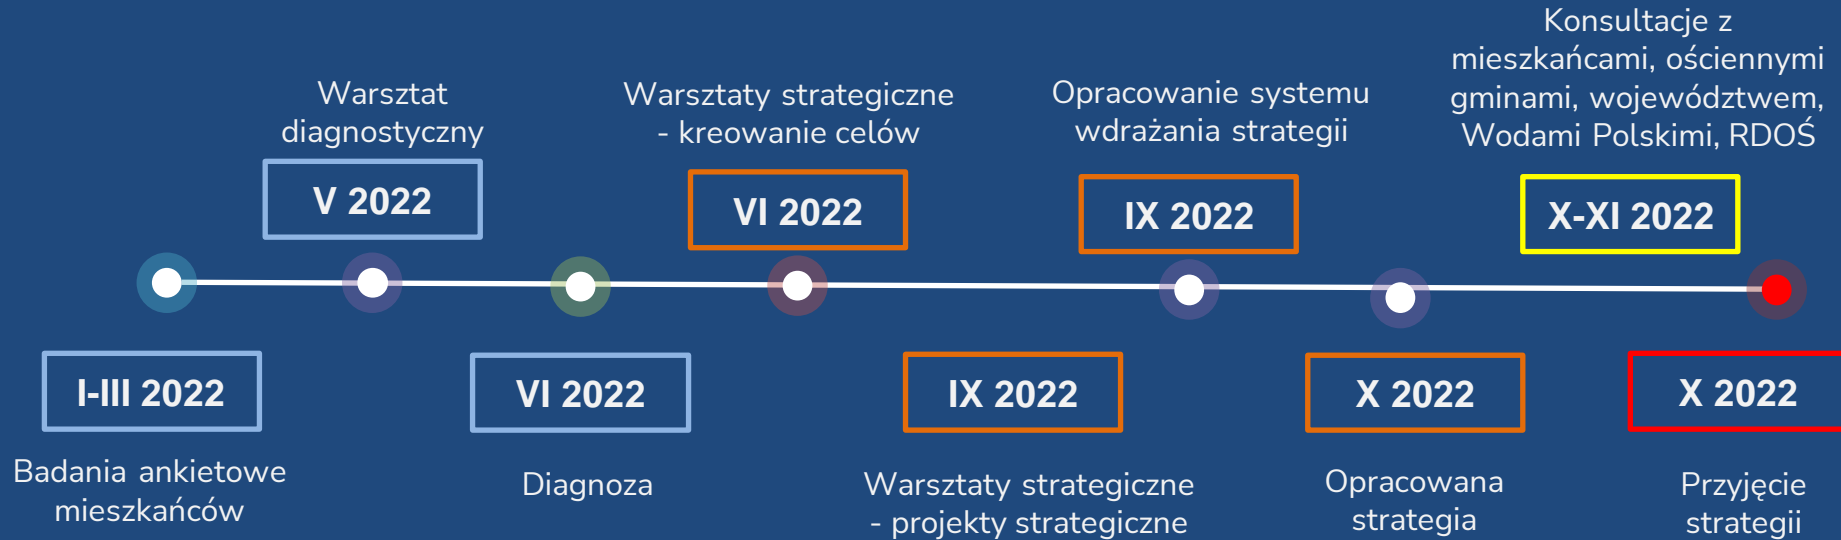 Badania ankietowe
mieszkańców
I-III 2022
Warsztat
diagnostyczny
V 2022
VI 2022
Diagnoza
Warsztaty strategiczne
- kreowanie celów
VI 2022
IX 2022
Warsztaty strategiczne
- projekty strategiczne
Opracowanie systemu
wdrażania strategii
IX 2022
X 2022
Opracowana
strategia
Konsultacje z
mieszkańcami, ościennymi
gminami, województwem,
Wodami Polskimi, RDOŚ
X-XI 2022
X 2022
Przyjęcie
strategii